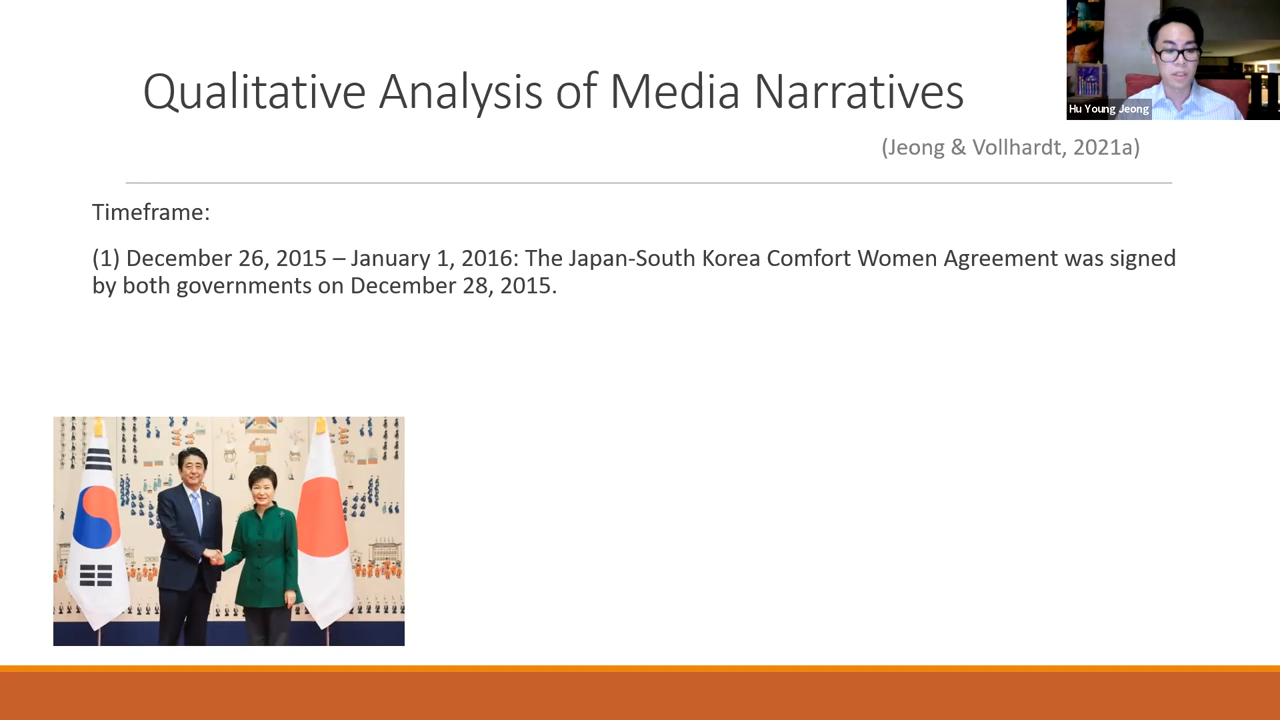 Qualitative Analysis of Media Narratives
Hu Young Jeong
(Jeong & Vollhardt, 2021a)
Timeframe:
(1) December 26, 2015 – January 1, 2016: The Japan-South Korea Comfort Women Agreement was signed
by both governments on December 28, 2015.